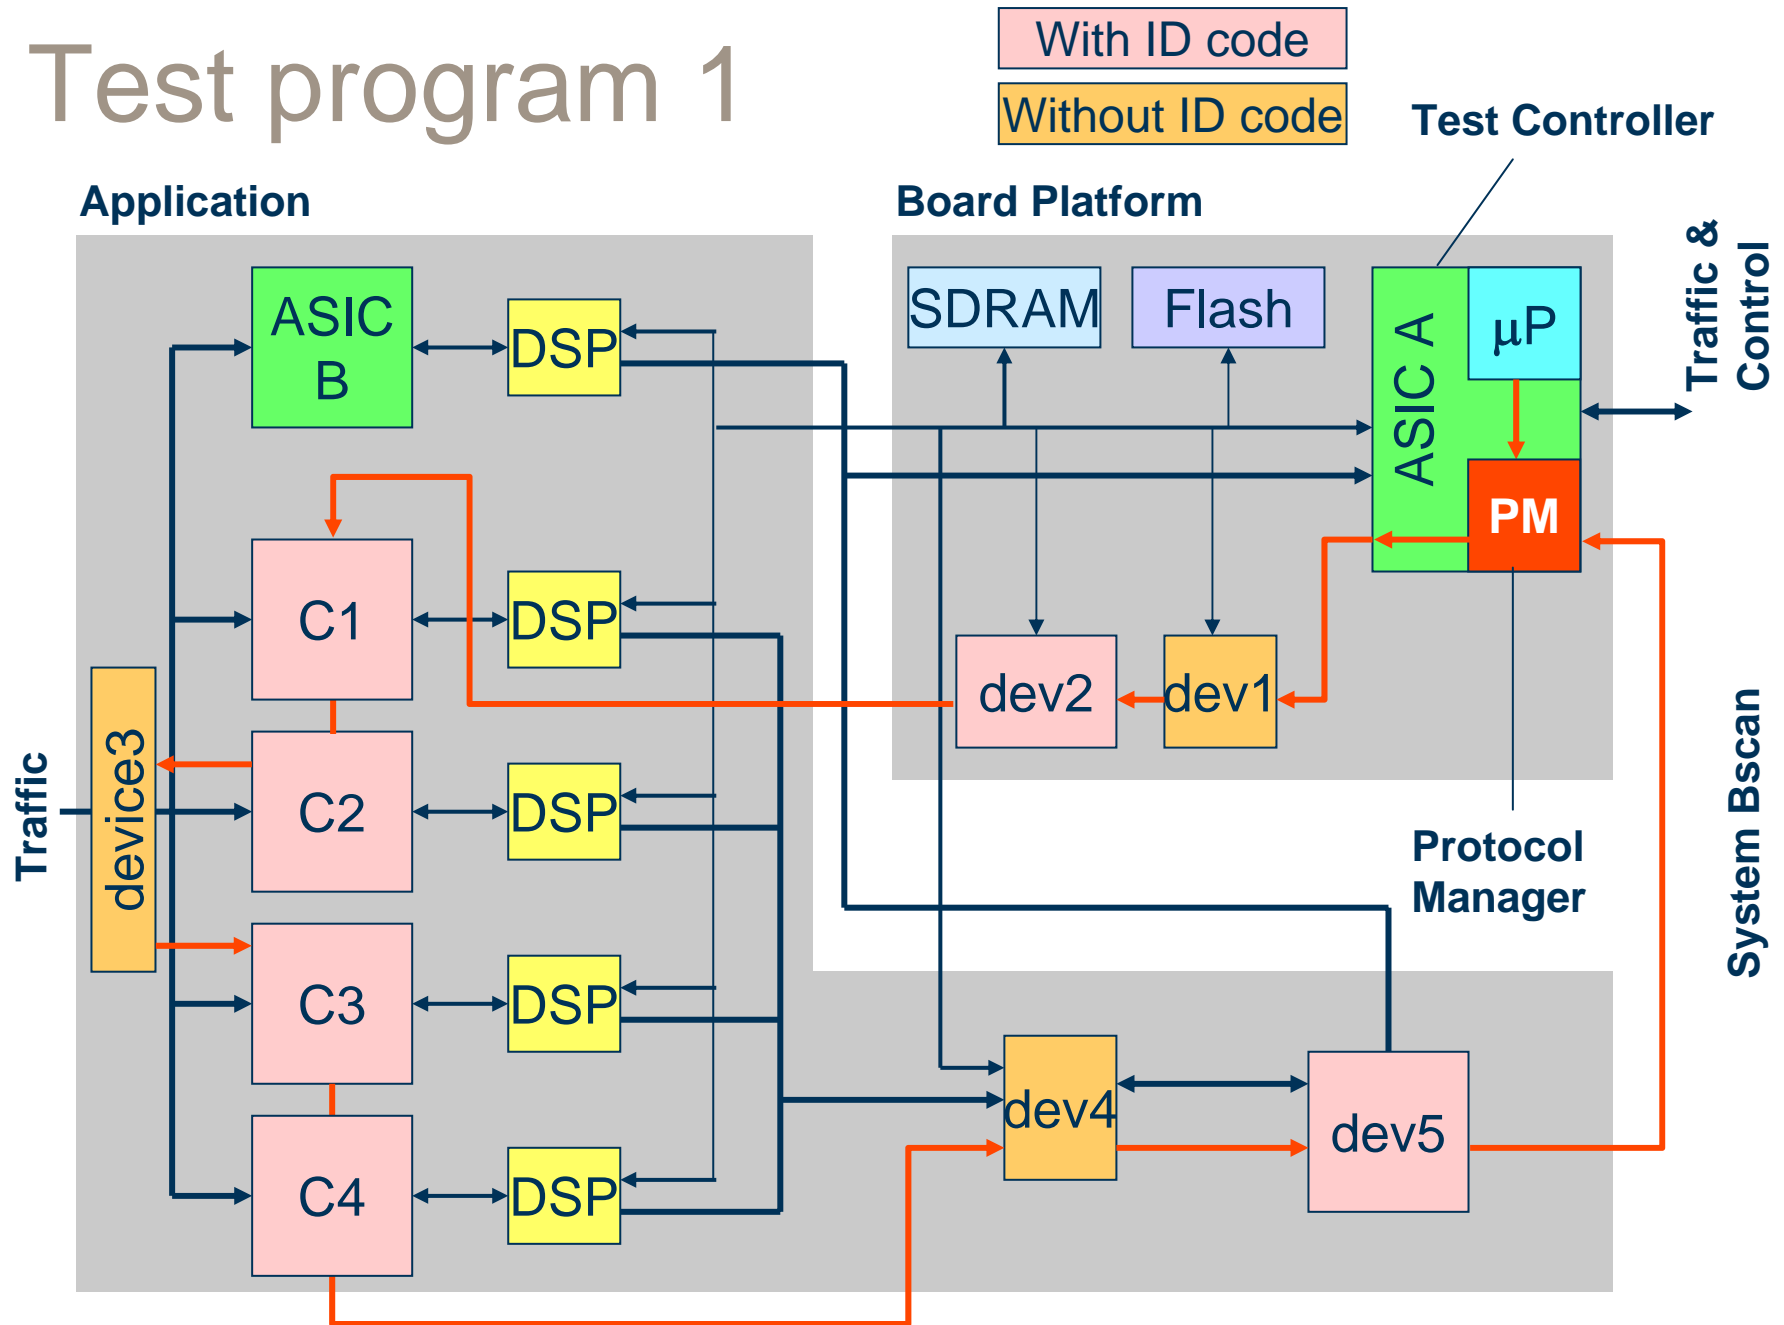 Test program 1
With ID code
Without ID code
Test Controller
Application
Board Platform
Traffic &
Control
ASIC
B
DSP
SDRAM
Flash
ASIC A
µP
PM
C1
DSP
dev2
dev1
device3
Traffic
C2
DSP
Protocol
Manager
System Bscan
C3
DSP
dev4
dev5
C4
DSP